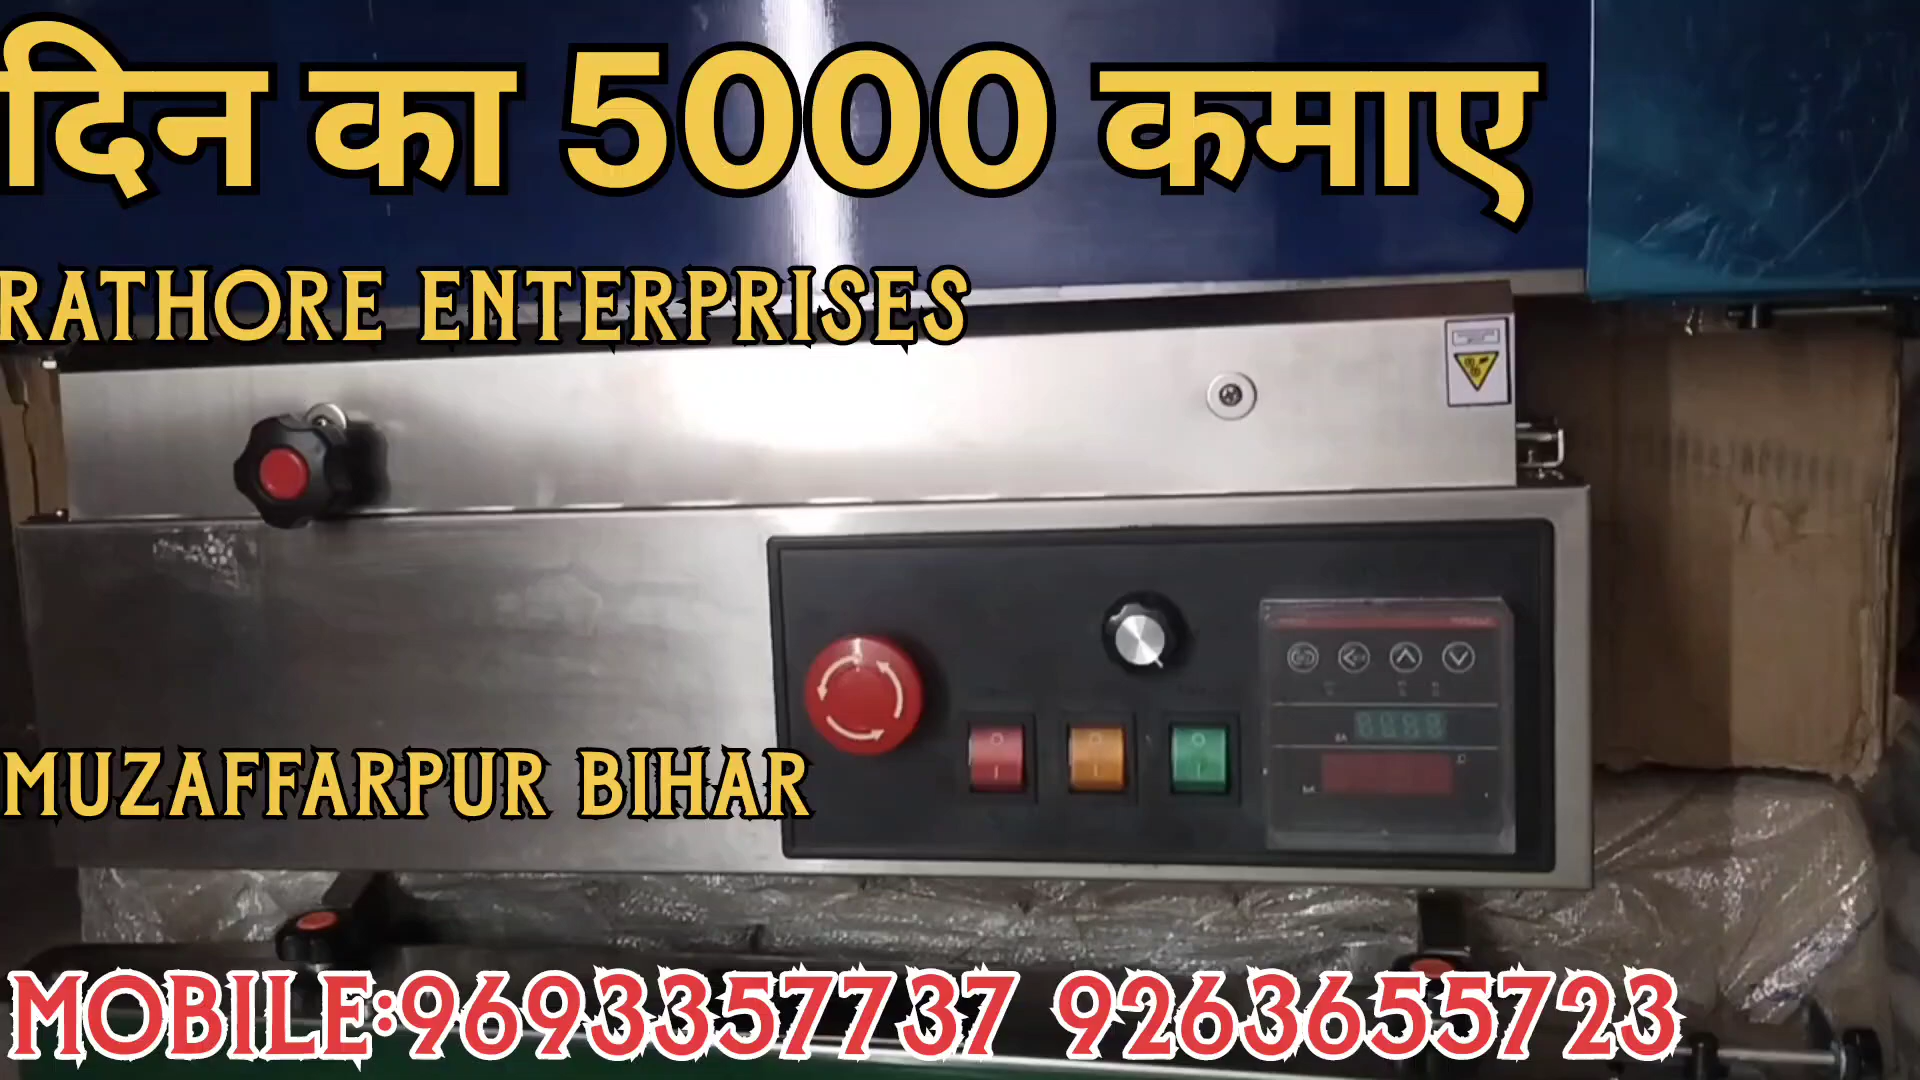 दिन का 5000 कमाए
RATHORE ENTERPRISES
MUZAFFARPUR BIHAR
MOBILE:9693357737 9263655723